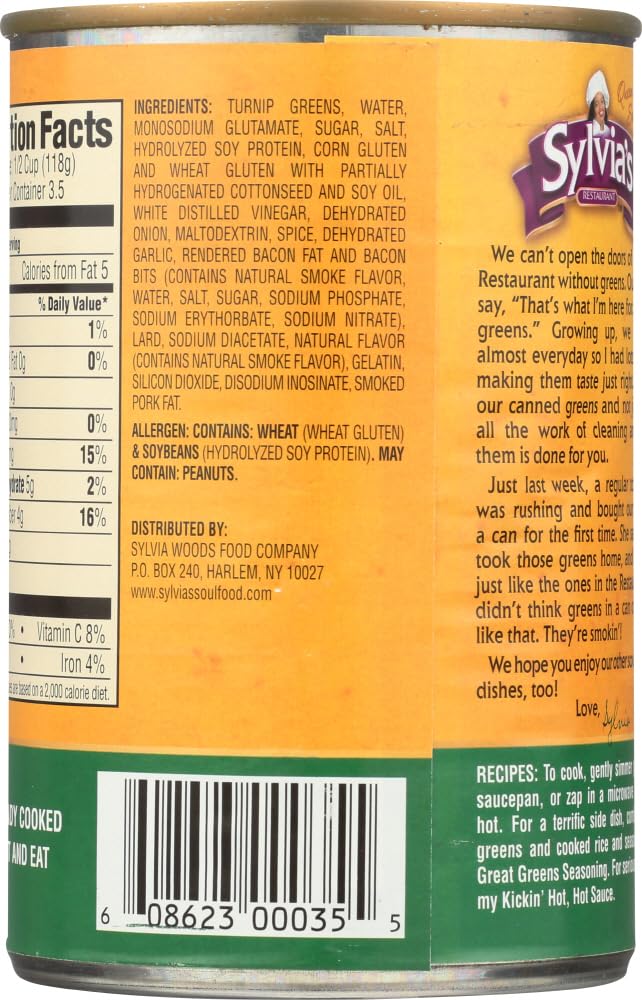 tion Facts
1/2 Cup (118g)
Container 3.5
Calories from Fat 5
% Daily Value*
1%
Fat 0g 0%
0g
0%
15%
5g 2%
4g 16%
• Vitamin C 8%
• Iron 4%
are based on a 2,000 calorie diet.
COOKED
AND EAT
INGREDIENTS: TURNIP GREENS, WATER,
MONOSODIUM GLUTAMATE, SUGAR, SALT,
HYDROLYZED SOY PROTEIN, CORN GLUTEN
AND WHEAT GLUTEN WITH PARTIALLY
HYDROGENATED COTTONSEED AND SOY OIL,
WHITE DISTILLED VINEGAR, DEHYDRATED
ONION, MALTODEXTRIN, SPICE, DEHYDRATED
GARLIC, RENDERED BACON FAT AND BACON
BITS (CONTAINS NATURAL SMOKE FLAVOR,
WATER, SALT, SUGAR, SODIUM PHOSPHATE,
SODIUM ERYTHORBATE, SODIUM NITRATE),
LARD, SODIUM DIACETATE, NATURAL FLAVOR
(CONTAINS NATURAL SMOKE FLAVOR), GELATIN,
SILICON DIOXIDE, DISODIUM INOSINATE, SMOKED
PORK FAT.
ALLERGEN: CONTAINS: WHEAT (WHEAT GLUTEN)
& SOYBEANS (HYDROLYZED SOY PROTEIN). MAY
CONTAIN: PEANUTS.
DISTRIBUTED BY:
SYLVIA WOODS FOOD COMPANY
P.O. BOX 240, HARLEM, NY 10027
www.sylviassoulfood.com
6 08623 00035 5
Sylvia's
RESTAURANT
We can't open the doors of
Restaurant without greens.
say, "That's what I'm here for
greens." Growing up, we
almost everyday so I had
making them taste just
our canned greens and
all the work of cleaning
them is done for you.
Just last week, a regular
was rushing and bought
a can for the first time. She
took those greens home,
just like the ones in the
didn't think greens in a can
like that. They're smokin'!
We hope you enjoy our other
dishes, too!
Love, Sylvia
RECIPES: To cook, gently simmer
saucepan, or zap in a microwave
hot. For a terrific side dish,
greens and cooked rice and
Great Greens Seasoning. For
my Kickin' Hot, Hot Sauce.